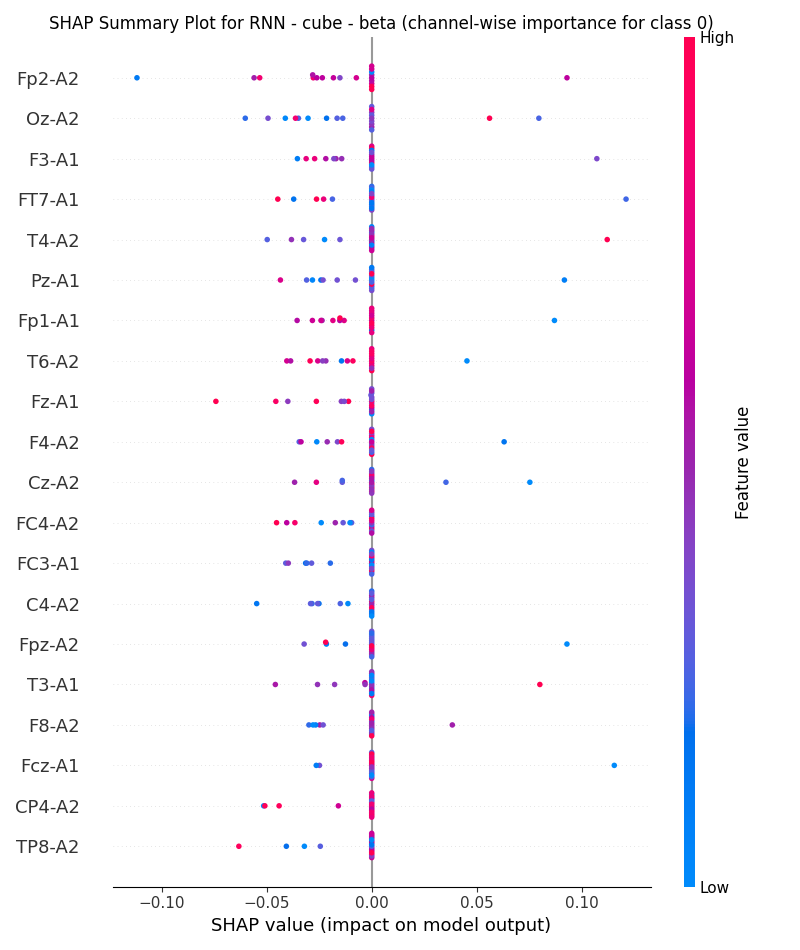 SHAP Summary Plot for RNN - cube - beta (channel-wise importance for class 0)
High
Fp2-A2
Oz-A2
F3-A1
FT7-A1
T4-A2
Pz-A1
Fp1-A1
T6-A2
Fz-A1
F4-A2
Cz-A2
FC4-A2
FC3-A1
C4-A2
Fpz-A2
T3-A1
F8-A2
Fcz-A1
CP4-A2
TP8-A2
Feature value
Low
−0.10 −0.05 0.00 0.05 0.10
SHAP value (impact on model output)